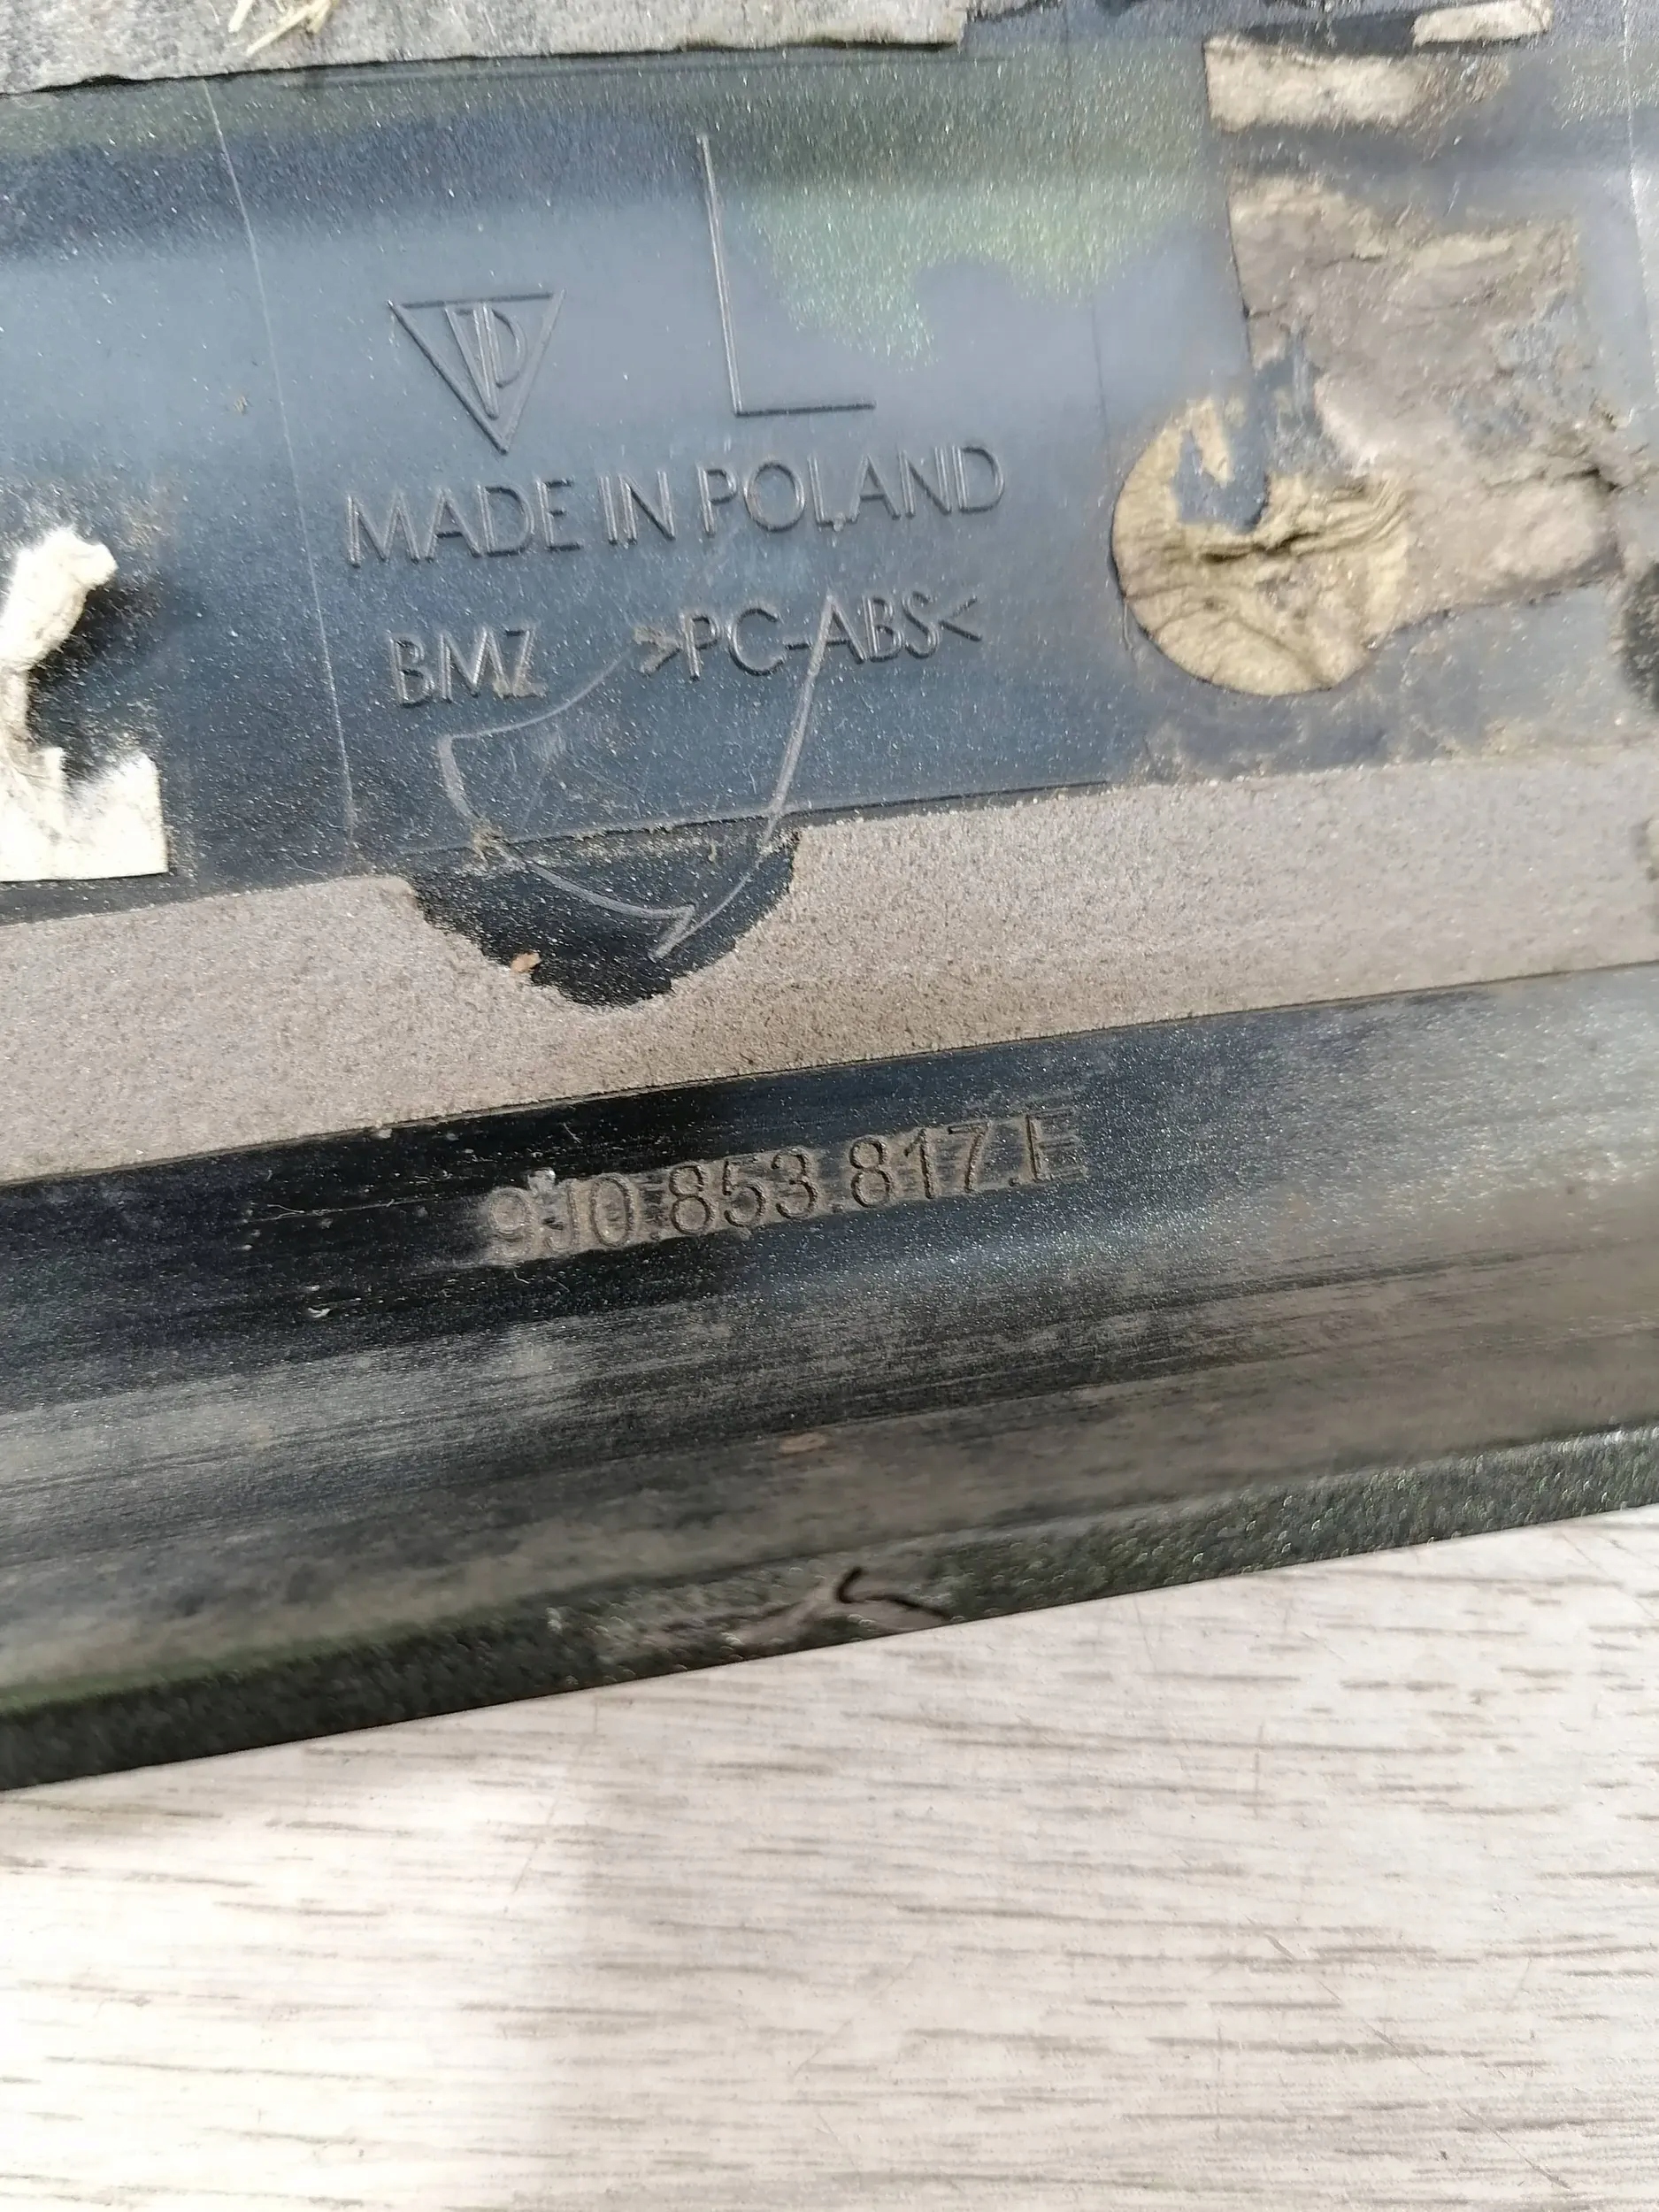 L
MADE IN POLAND
BMZ >PC-ABS<
9J0.853.817.E